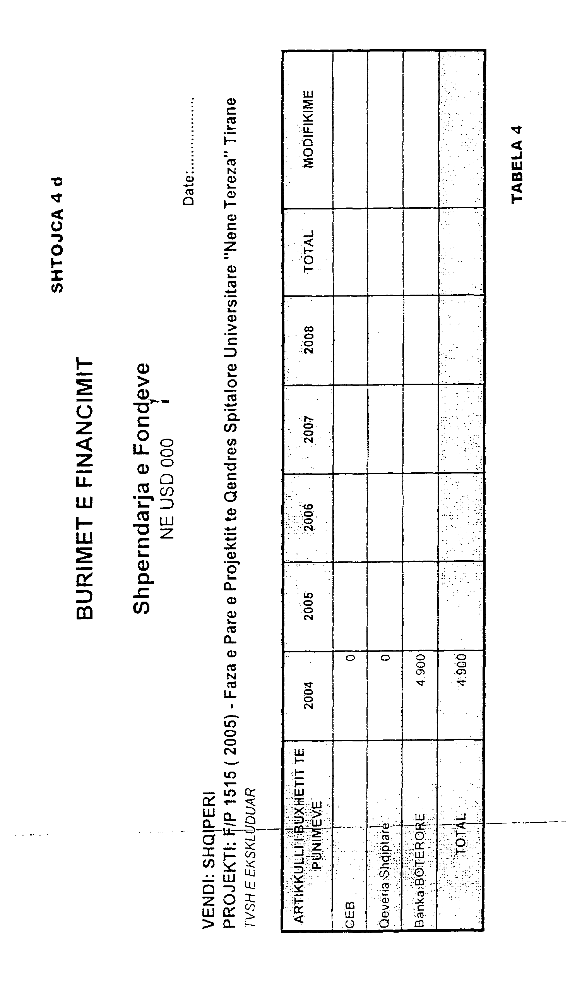 SHTOJCA 4 d
BURIMET E FINANCIMIT
Shperndarja e Fondeve
NE USD 000
Date:..................
VENDI: SHQIPERI
PROJEKTI: F/P 1515 ( 2005) - Faza e Pare e Projektit te Qendres Spitalore Universitare "Nene Tereza" Tirane
TVSH E EKSKLUDUAR
ARTIKKULLI I BUXHETIT TE PUNIMEVE 2004 2005 2006 2007 2008 TOTAL MODIFIKIME
CEB 0
Qeveria Shqiptare 0
Banka BOTERORE 4.900
TOTAL 4.900
TABELA 4